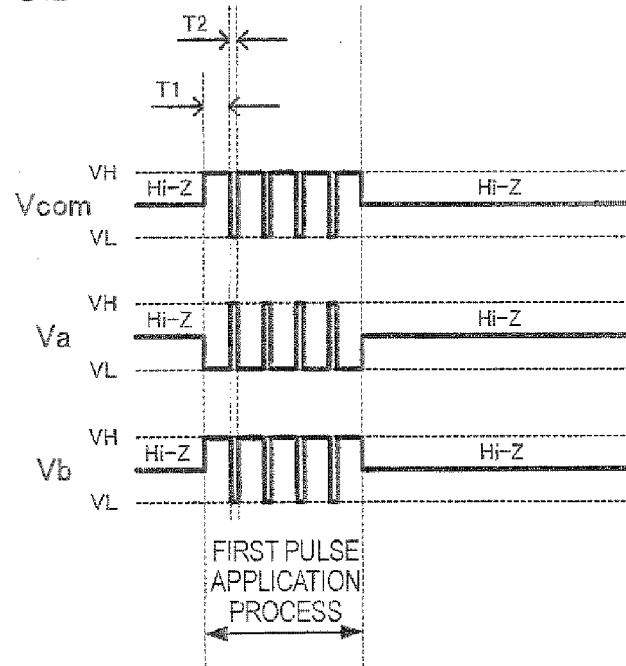 T2
T1
VH
Hi-Z
Hi-Z
Vcom
VL
VH
Hi-Z
Hi-Z
Va
VL
VH
Hi-Z
Hi-Z
Vb
VL
FIRST PULSE
APPLICATION
PROCESS